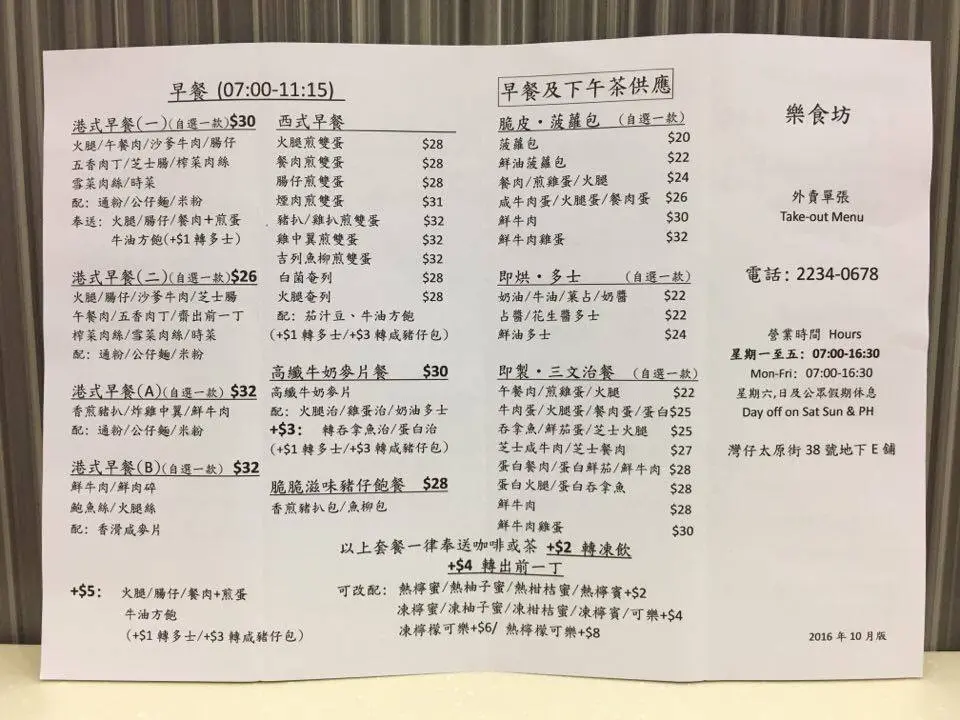 早餐 (07:00-11:15)
港式早餐(一)(自選一款)$30
火腿/午餐肉/沙爹牛肉/腸仔
五香肉丁/芝士腸/榨菜肉絲
雪菜肉絲/時菜
配: 通粉/公仔麵/米粉
奉送: 火腿/腸仔/餐肉+煎蛋
牛油方飽(+$1 轉多士)
港式早餐(二)(自選一款)$26
火腿/腸仔/沙爹牛肉/芝士腸
午餐肉/五香肉丁/齋出前一丁
榨菜肉絲/雪菜肉絲/時菜
配: 通粉/公仔麵/米粉
港式早餐(A)(自選一款) $32
香煎豬扒/炸雞中翼/鮮牛肉
配: 通粉/公仔麵/米粉
港式早餐(B)(自選一款) $32
鮮牛肉/鮮肉碎
鮑魚絲/火腿絲
配: 香滑咸麥片
西式早餐
火腿煎雙蛋 $28
餐肉煎雙蛋 $28
腸仔煎雙蛋 $28
煙肉煎雙蛋 $31
豬扒/雞扒煎雙蛋 $32
雞中翼煎雙蛋 $32
吉列魚柳煎雙蛋 $32
白菌奄列 $28
火腿奄列 $28
配: 茄汁豆、牛油方飽
(+$1 轉多士/+$3 轉咸豬仔包)
高纖牛奶麥片餐 $30
高纖牛奶麥片
配: 火腿治/雞蛋治/奶油多士
+$3: 轉吞拿魚治/蛋白治
(+$1 轉多士/+$3 轉咸豬仔包)
脆脆滋味豬仔飽餐 $28
香煎豬扒包/魚柳包
早餐及下午茶供應
脆皮·菠蘿包 (自選一款)
菠蘿包 $20
鮮油菠蘿包 $22
餐肉/煎雞蛋/火腿 $24
咸牛肉蛋/火腿蛋/餐肉蛋 $26
鮮牛肉 $30
鮮牛肉雞蛋 $32
即烘·多士 (自選一款)
奶油/牛油/菓占/奶醬 $22
占醬/花生醬多士 $22
鮮油多士 $24
即製·三文治餐 (自選一款)
午餐肉/煎雞蛋/火腿 $22
牛肉蛋/火腿蛋/餐肉蛋/蛋白$25
吞拿魚/鮮茄蛋/芝士火腿 $25
芝士咸牛肉/芝士餐肉 $27
蛋白餐肉/蛋白鮮茄/鮮牛肉 $28
蛋白火腿/蛋白吞拿魚 $28
鮮牛肉 $28
鮮牛肉雞蛋 $30
以上套餐一律奉送咖啡或茶 +$2 轉凍飲
+$4 轉出前一丁
+$5: 火腿/腸仔/餐肉+煎蛋
牛油方飽
(+$1 轉多士/+$3 轉咸豬仔包)
可改配: 熱檸蜜/熱柚子蜜/熱柑桔蜜/熱檸賓+$2
凍檸蜜/凍柚子蜜/凍柑桔蜜/凍檸賓/可樂+$4
凍檸檬可樂+$6/ 熱檸檬可樂+$8
樂食坊
外賣單張
Take-out Menu
電話: 2234-0678
營業時間 Hours
星期一至五: 07:00-16:30
Mon-Fri: 07:00-16:30
星期六,日及公眾假期休息
Day off on Sat Sun & PH
灣仔太原街 38 號地下 E 舖
2016 年 10 月版